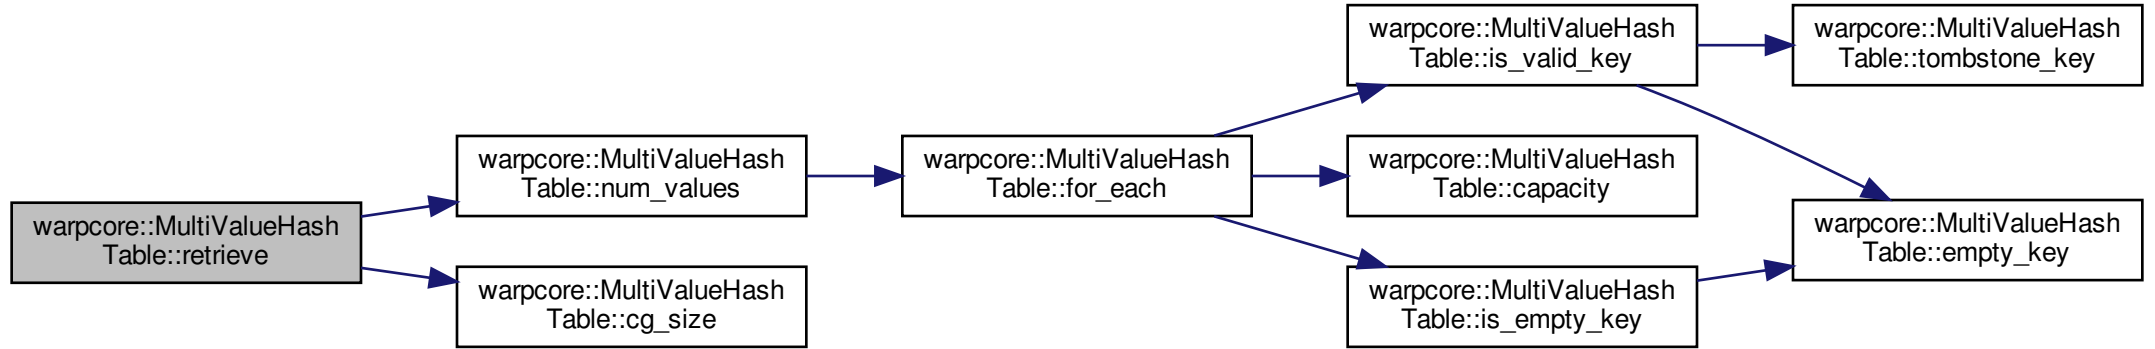 warpcore::MultiValueHash
Table::retrieve
warpcore::MultiValueHash
Table::num_values
warpcore::MultiValueHash
Table::cg_size
warpcore::MultiValueHash
Table::for_each
warpcore::MultiValueHash
Table::is_valid_key
warpcore::MultiValueHash
Table::capacity
warpcore::MultiValueHash
Table::is_empty_key
warpcore::MultiValueHash
Table::tombstone_key
warpcore::MultiValueHash
Table::empty_key